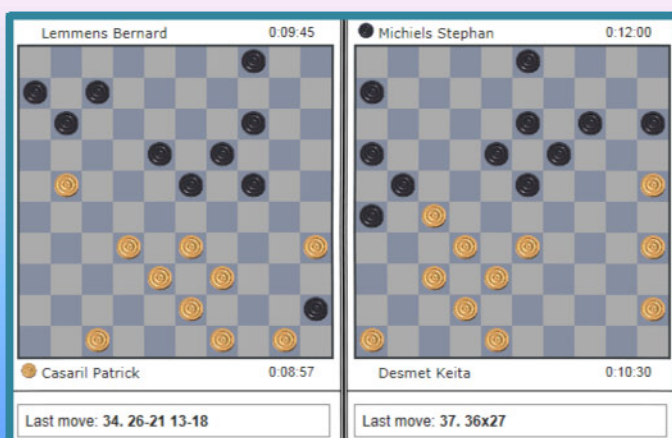 Lemmens Bernard 0:09:45
Casaril Patrick 0:08:57
Last move: 34. 26-21 13-18
Michiels Stephan 0:12:00
Desmet Keita 0:10:30
Last move: 37. 36x27